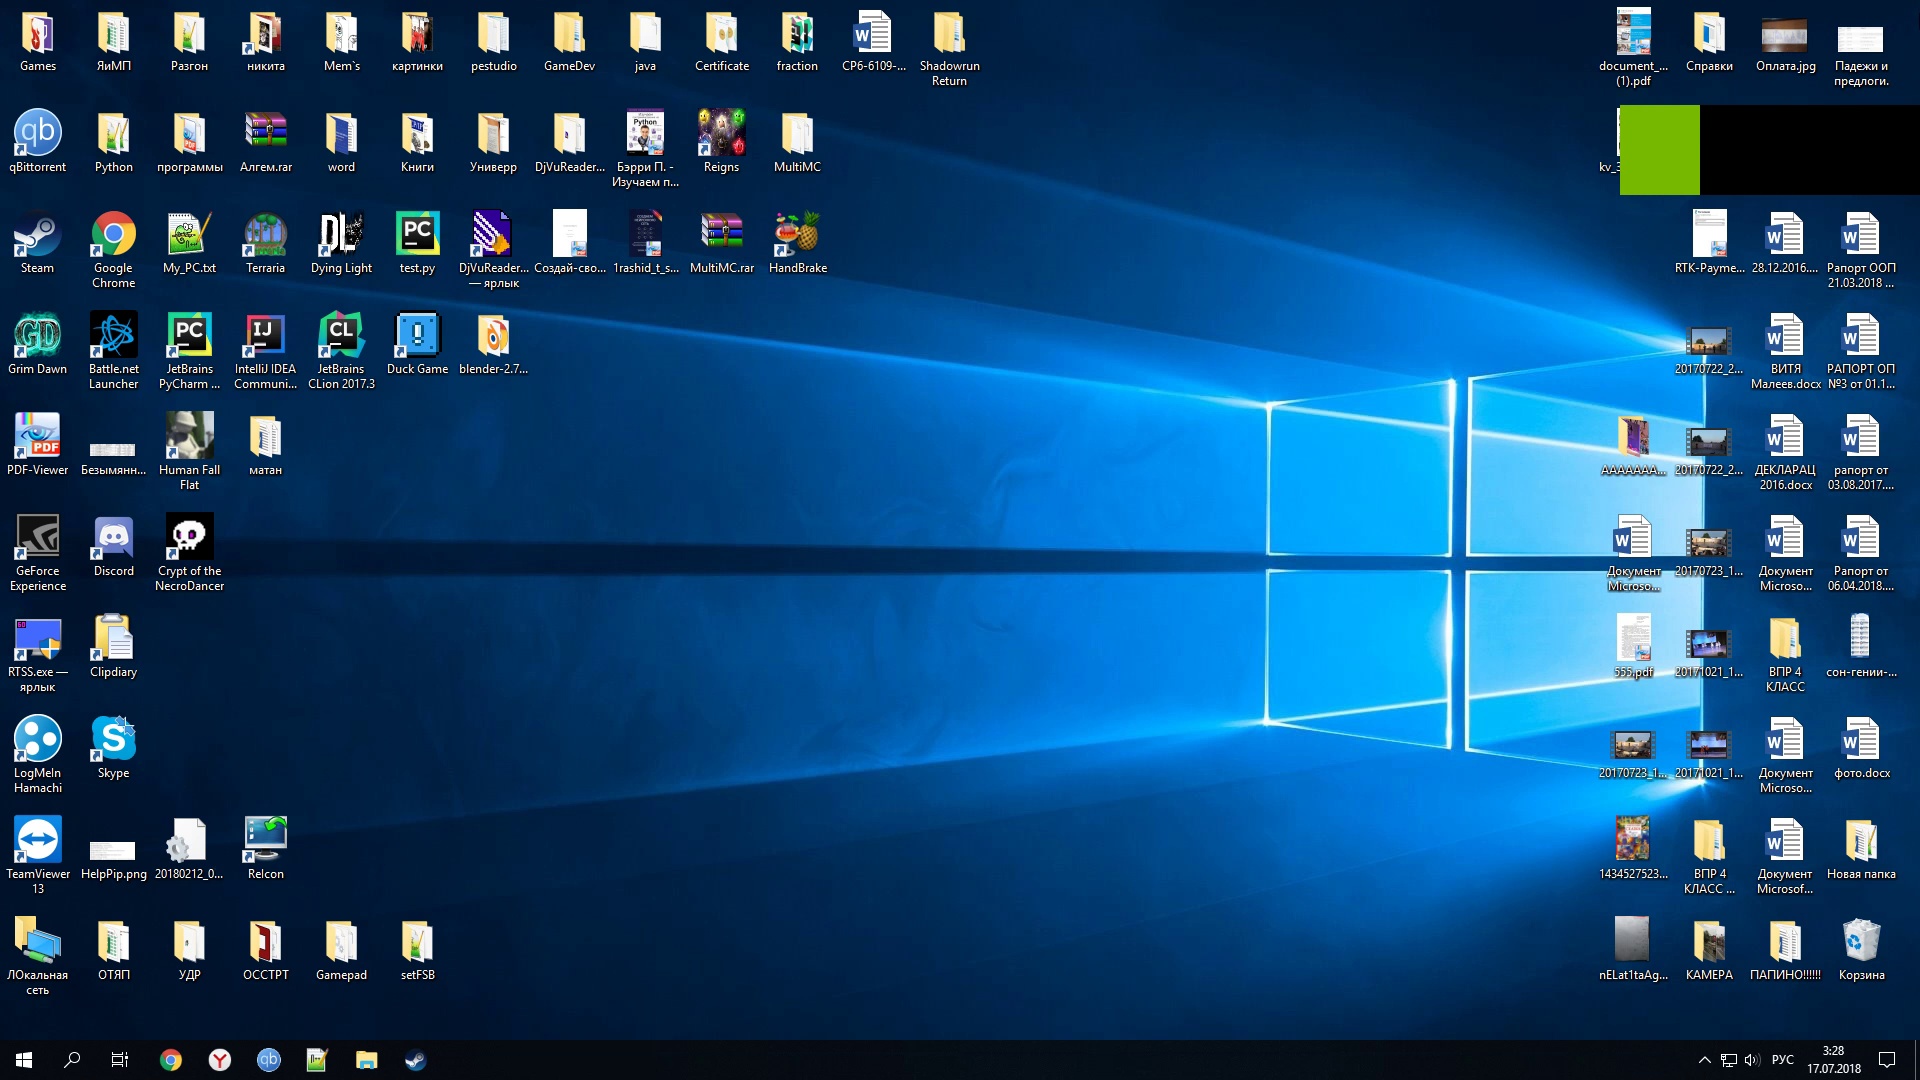 Games
ЯиМП
Разгон
никита
Mem`s
картинки
pestudio
GameDev
java
Certificate
fraction
СР6-6109-...
Shadowrun
Return
document_...
(1).pdf
Справки
Оплата.jpg
Падежи и
предлоги.
qBittorrent
Python
программы
Алгем.rar
word
Книги
Универр
DjVuReader...
Бэрри П. -
Изучаем п...
Reigns
MultiMC
kv_3
Steam
Google
Chrome
My_PC.txt
Terraria
Dying Light
test.py
DjVuReader...
— ярлык
Создай-сво...
1rashid_t_s...
MultiMC.rar
HandBrake
RTK-Payme...
28.12.2016....
Рапорт ООП
21.03.2018 ...
Grim Dawn
Battle.net
Launcher
JetBrains
PyCharm ...
IntelliJ IDEA
Communi...
JetBrains
CLion 2017.3
Duck Game
blender-2.7...
20170722_2...
ВИТЯ
Малеев.docx
РАПОРТ ОП
№3 от 01.1...
PDF-Viewer
Безымянн...
Human Fall
Flat
матан
AAAAAAA...
20170722_2...
ДЕКЛАРАЦ
2016.docx
рапорт от
03.08.2017....
GeForce
Experience
Discord
Crypt of the
NecroDancer
Документ
Microso...
20170723_1...
Документ
Microso...
Рапорт от
06.04.2018....
RTSS.exe —
ярлык
Clipdiary
555.pdf
20171021_1...
ВПР 4
КЛАСС
сон-гении-...
LogMeIn
Hamachi
Skype
20170723_1...
20171021_1...
Документ
Microso...
фото.docx
TeamViewer
13
HelpPip.png
20180212_0...
ReIcon
1434527523...
ВПР 4
КЛАСС ...
Документ
Microsof...
Новая папка
ЛОкальная
сеть
ОТЯП
УДР
ОССТРТ
Gamepad
setFSB
nELat1taAg...
КАМЕРА
ПАПИНО!!!!!!
Корзина
РУС
3:28
17.07.2018